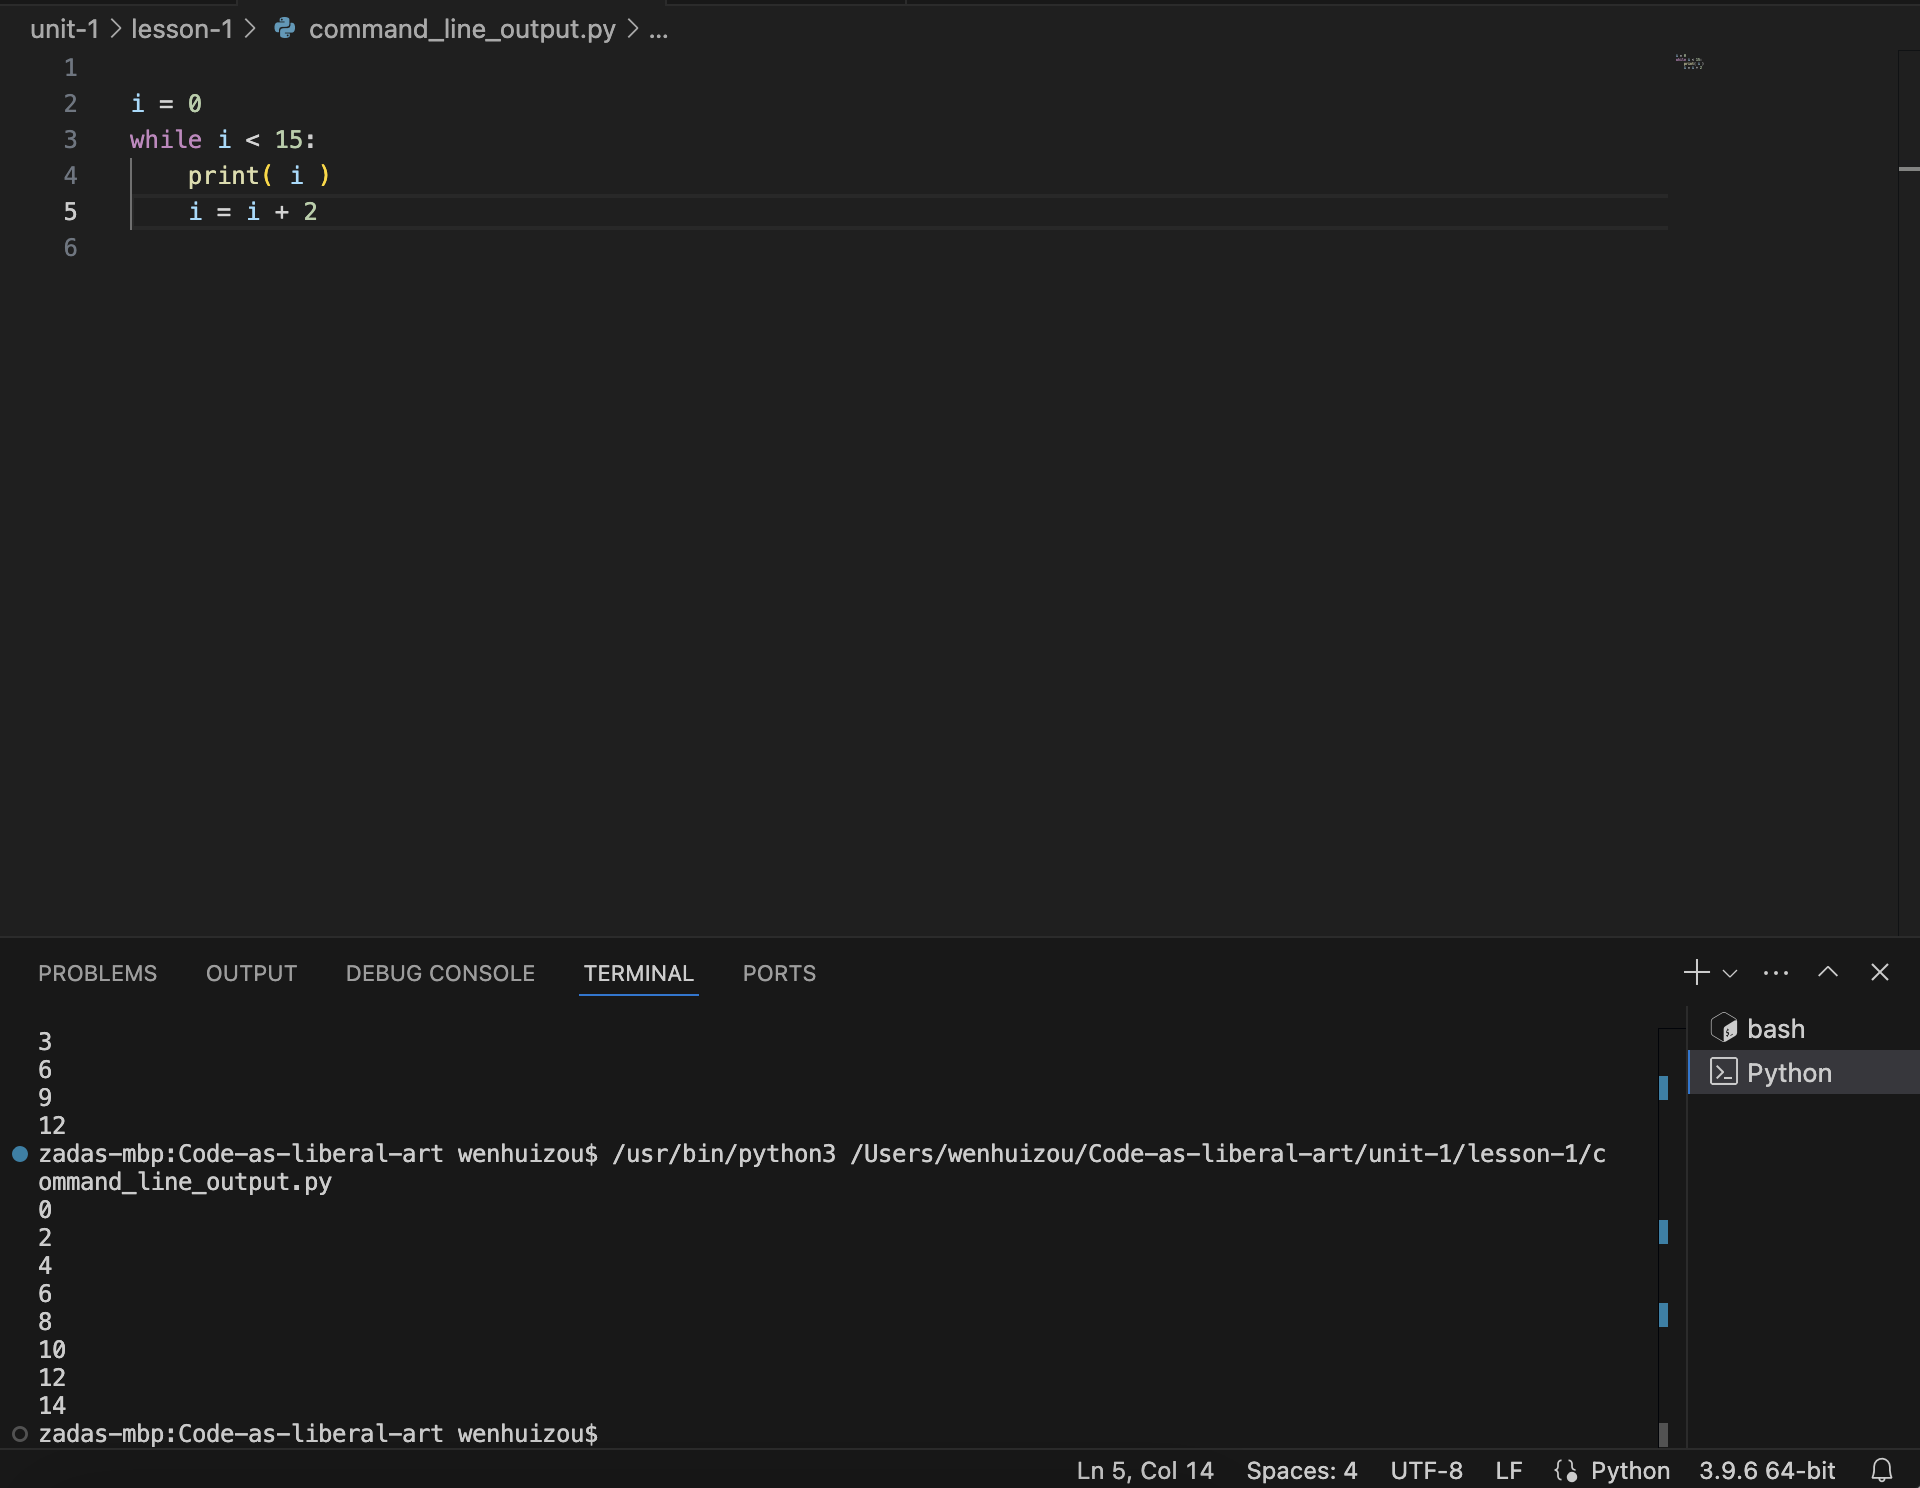 unit-1 > lesson-1 > command_line_output.py > ...
1
2 i = 0
3 while i < 15:
4     print( i )
5     i = i + 2
6
PROBLEMS OUTPUT DEBUG CONSOLE TERMINAL PORTS
3
6
9
12
zadas-mbp:Code-as-liberal-art wenhuizou$ /usr/bin/python3 /Users/wenhuizou/Code-as-liberal-art/unit-1/lesson-1/c
ommand_line_output.py
0
2
4
6
8
10
12
14
zadas-mbp:Code-as-liberal-art wenhuizou$
bash
Python
Ln 5, Col 14 Spaces: 4 UTF-8 LF Python 3.9.6 64-bit